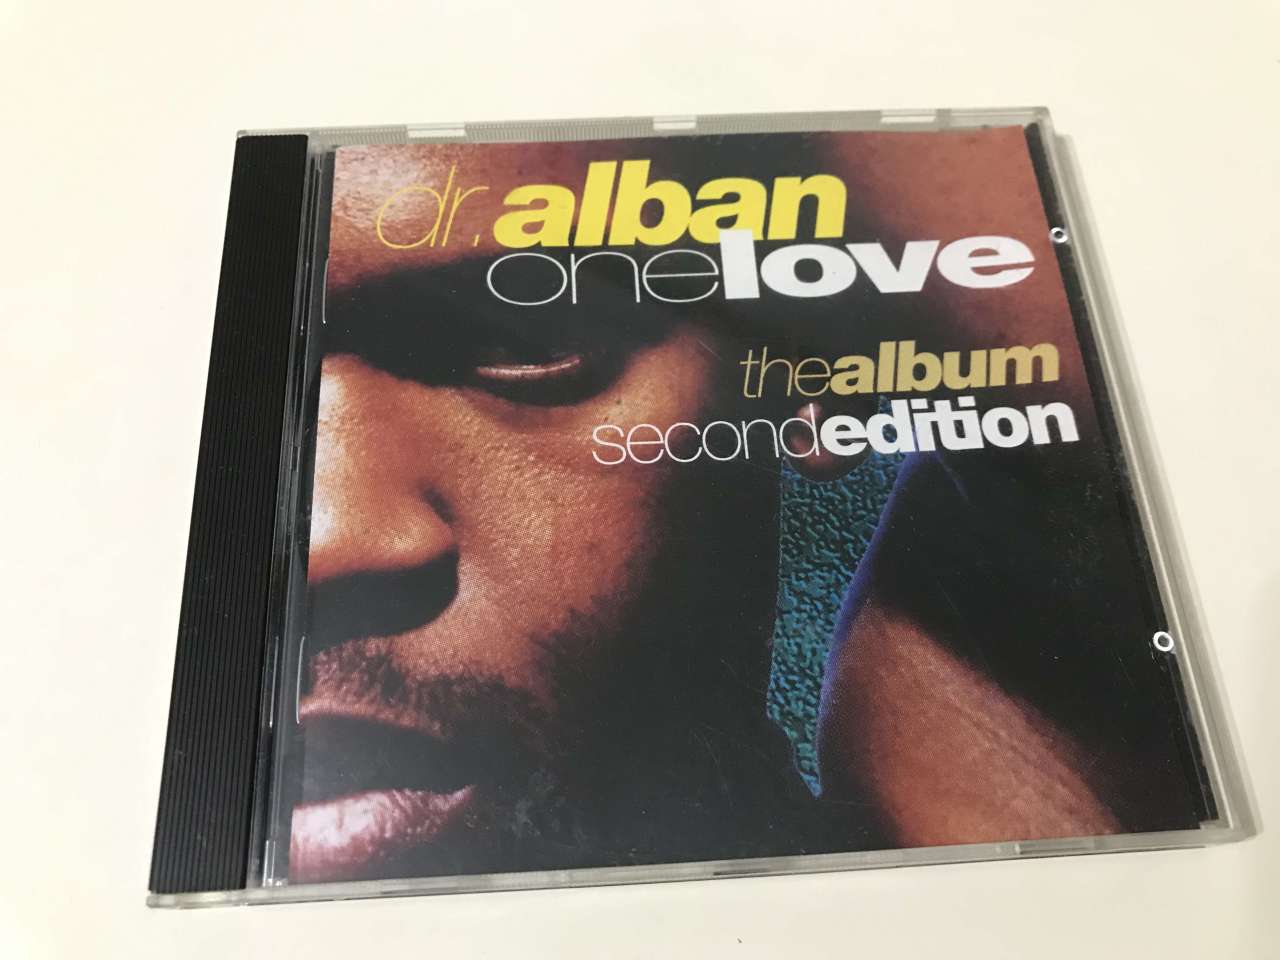 dr. alban
onelove
thealbum
secondedition